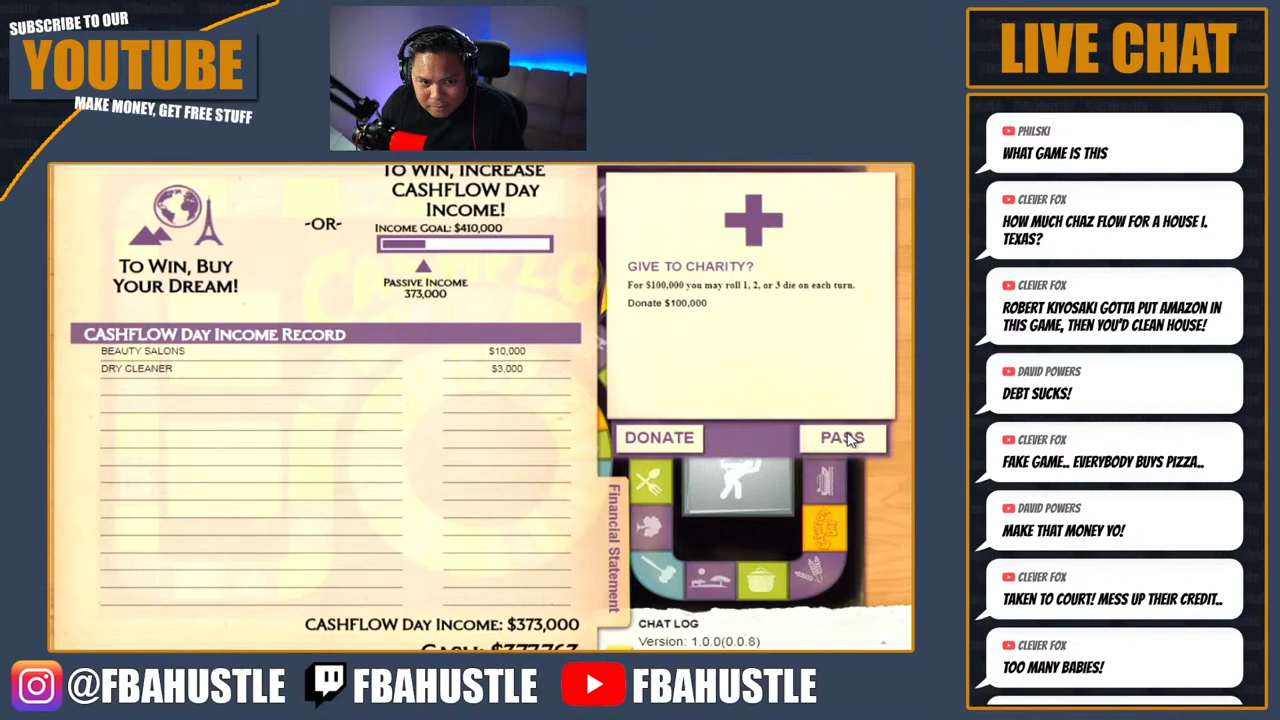 SUBSCRIBE TO OUR
YOUTUBE
MAKE MONEY, GET FREE STUFF
TO WIN, BUY
YOUR DREAM!
-OR-
TO WIN, INCREASE
CASHFLOW DAY
INCOME!
INCOME GOAL: $410,000
PASSIVE INCOME
373,000
CASHFLOW DAY INCOME RECORD
BEAUTY SALONS $10,000
DRY CLEANER $3,000
CASHFLOW DAY INCOME: $373,000
GIVE TO CHARITY?
For $100,000 you may roll 1, 2, or 3 die on each turn.
Donate $100,000
DONATE
PASS
Financial Statement
CHAT LOG
Version: 1.0.0(0.0.8)
LIVE CHAT
PHILSKI
WHAT GAME IS THIS
CLEVER FOX
HOW MUCH CHAZ FLOW FOR A HOUSE I.
TEXAS?
CLEVER FOX
ROBERT KIYOSAKI GOTTA PUT AMAZON IN
THIS GAME, THEN YOU'D CLEAN HOUSE!
DAVID POWERS
DEBT SUCKS!
CLEVER FOX
FAKE GAME.. EVERYBODY BUYS PIZZA..
DAVID POWERS
MAKE THAT MONEY YO!
CLEVER FOX
TAKEN TO COURT! MESS UP THEIR CREDIT..
CLEVER FOX
TOO MANY BABIES!
@FBAHUSTLE
FBAHUSTLE
FBAHUSTLE